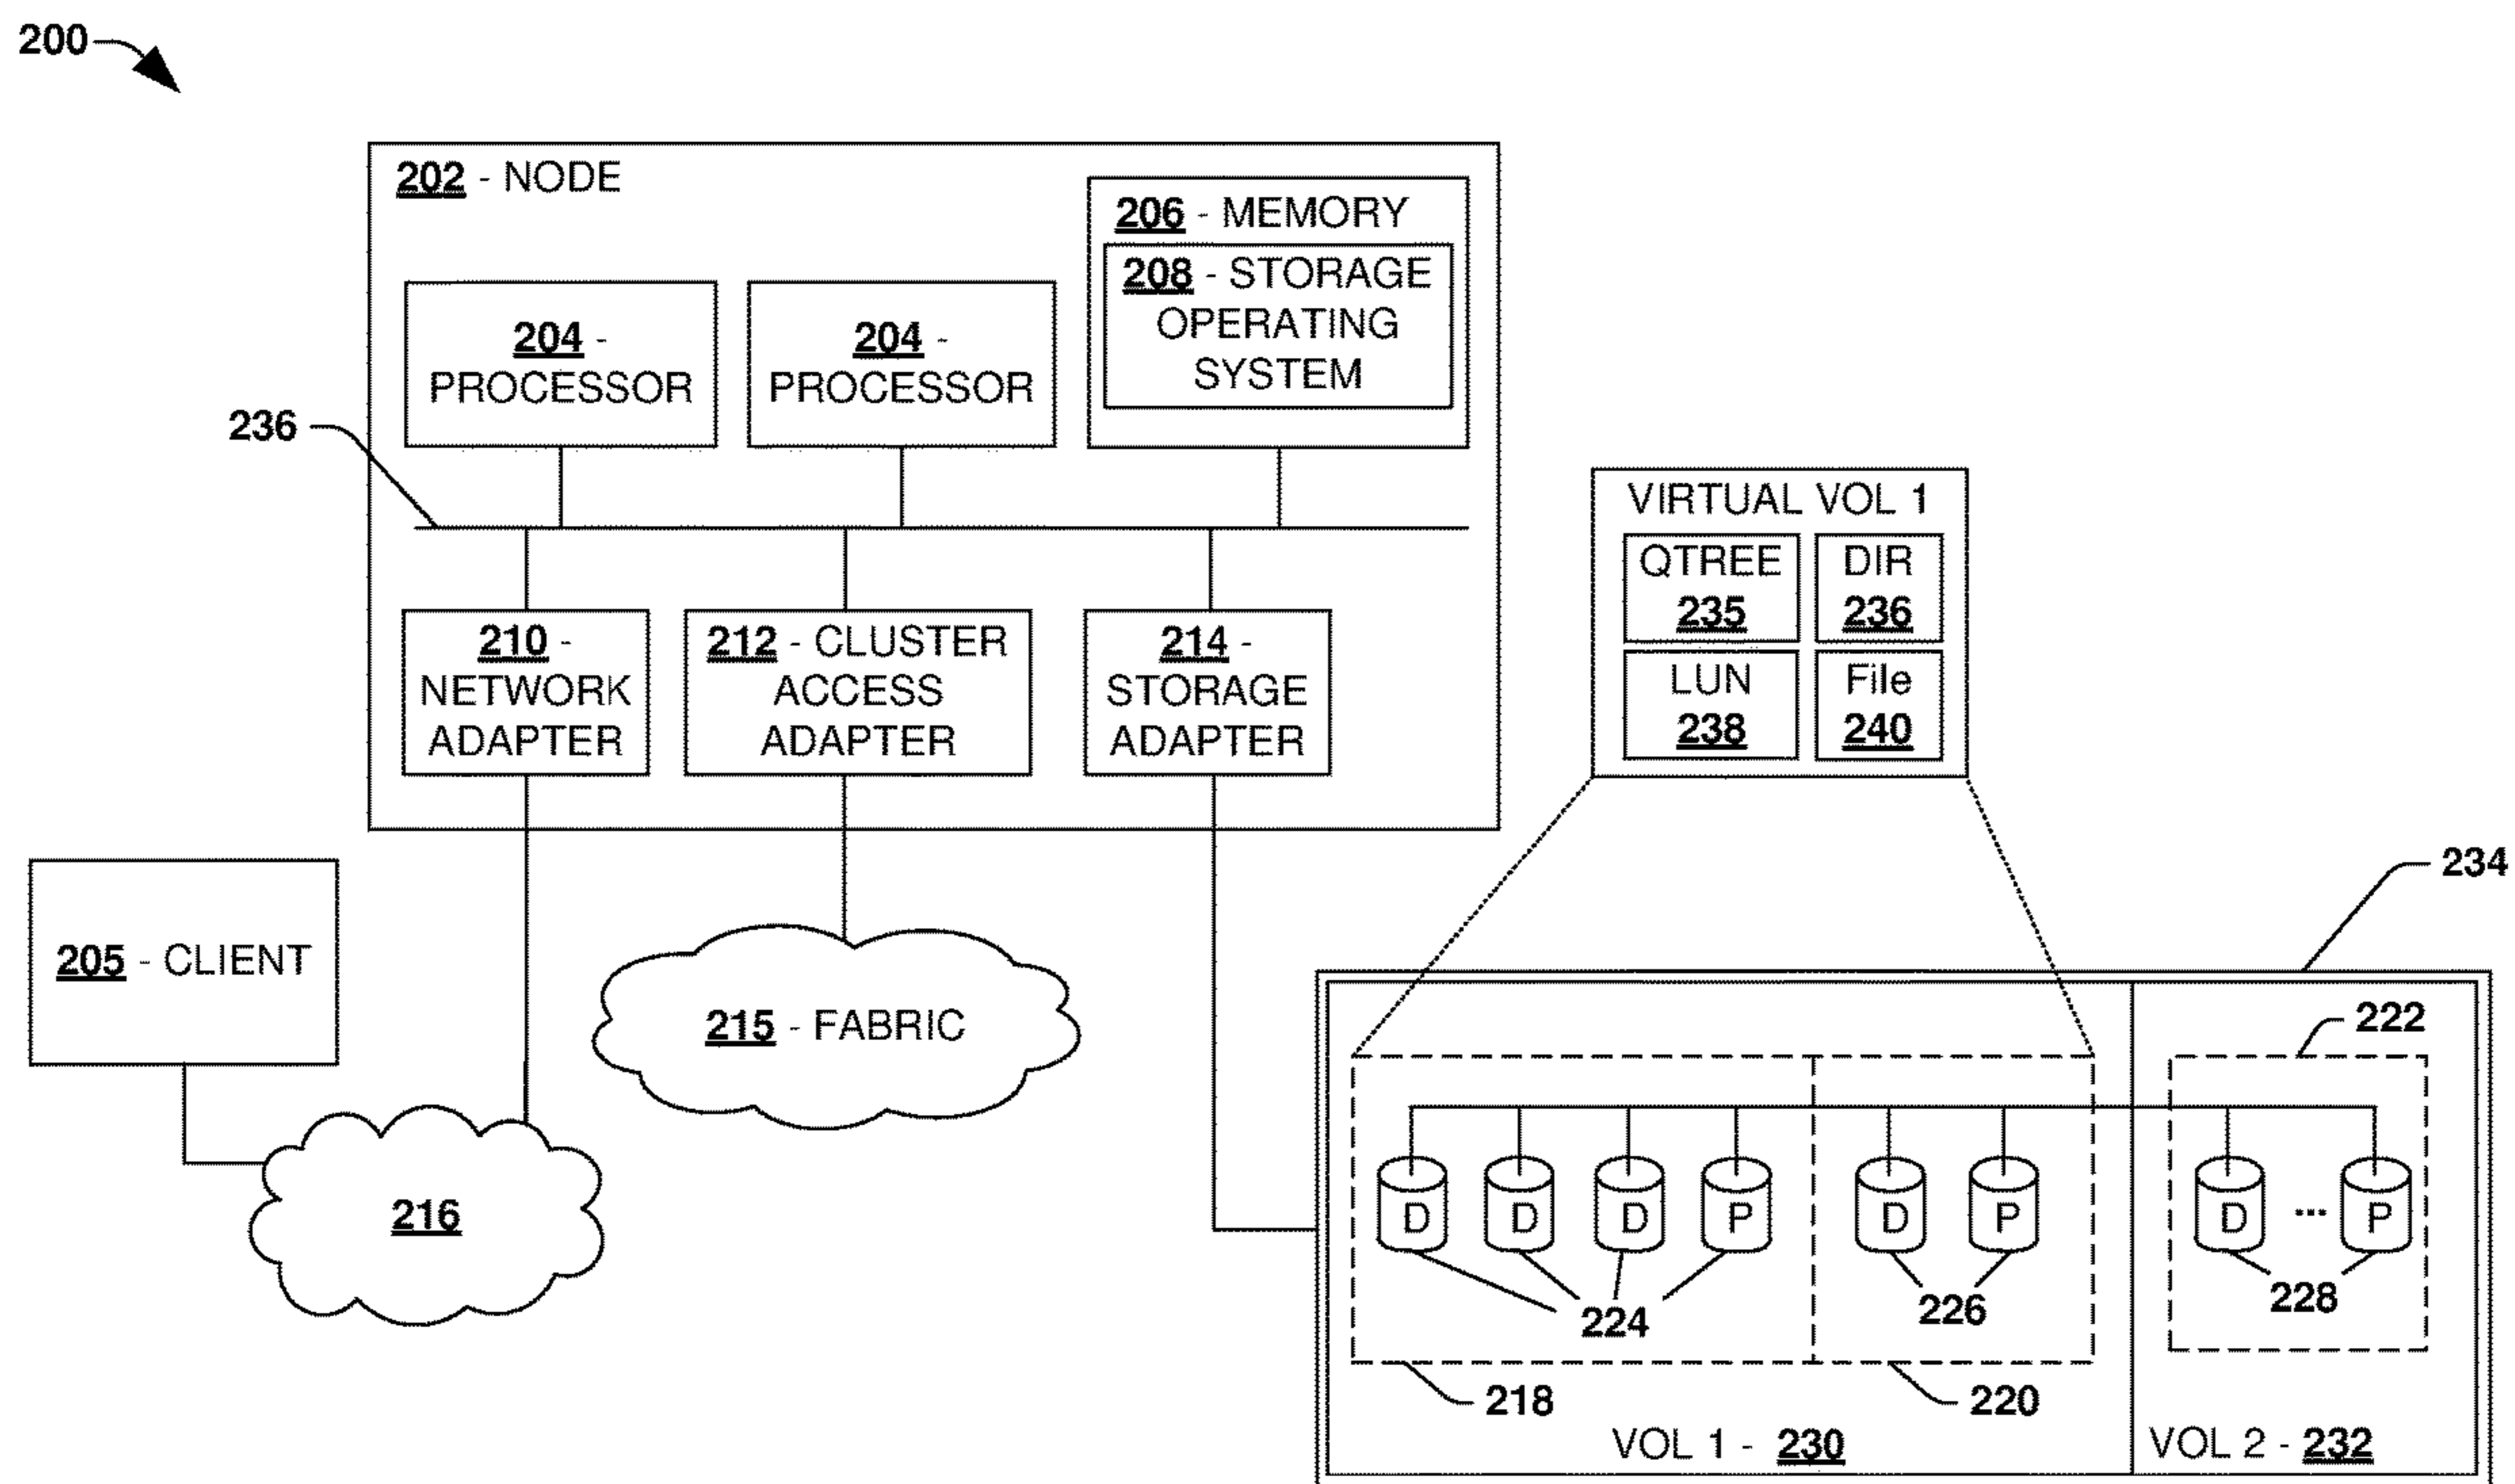 200
202 - NODE
206 - MEMORY
208 - STORAGE
OPERATING
SYSTEM
204 -
PROCESSOR
204 -
PROCESSOR
236
210 -
NETWORK
ADAPTER
212 - CLUSTER
ACCESS
ADAPTER
214 -
STORAGE
ADAPTER
VIRTUAL VOL 1
QTREE
235
DIR
236
LUN
238
File
240
234
205 - CLIENT
215 - FABRIC
216
222
D
D
D
P
D
P
D
...
P
224
226
228
218
220
VOL 1 - 230
VOL 2 - 232